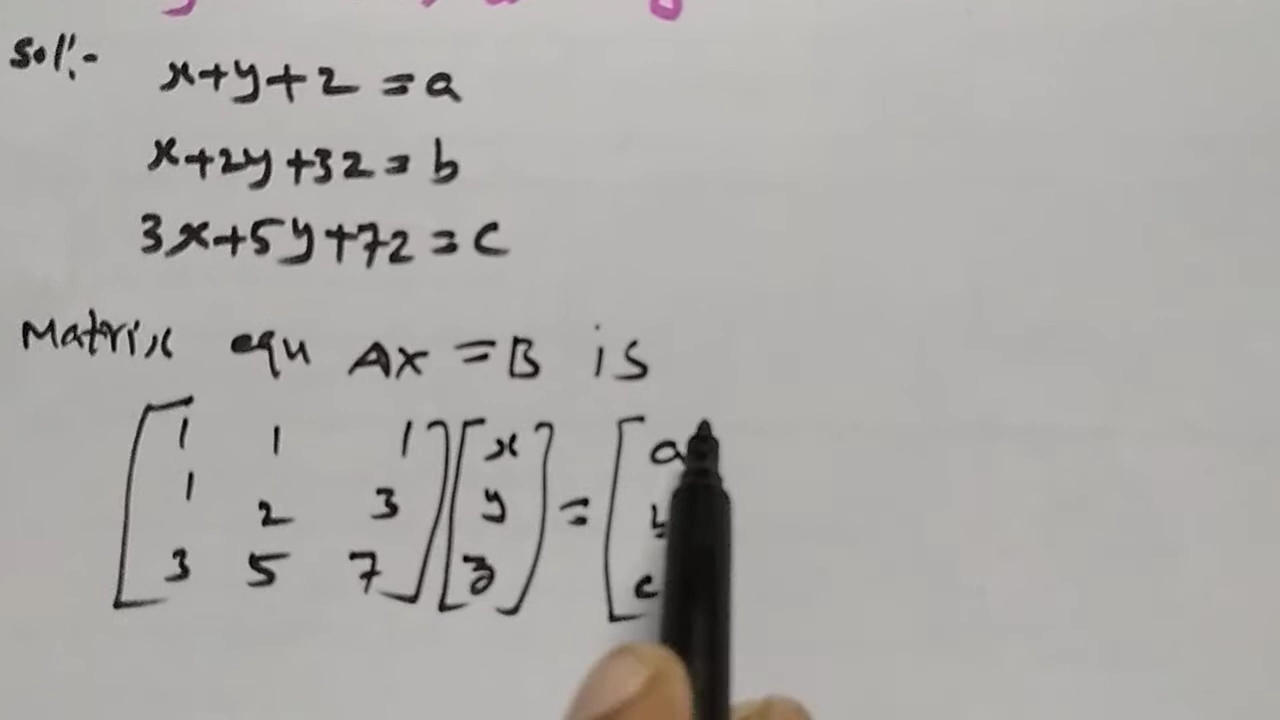 Sol:-
x+y+z = a
x+2y+3z = b
3x+5y+7z = c
Matrix equ AX = B is
[1 1 1] [x] = [a
[1 2 3] [y] [b
[3 5 7] [z] [c